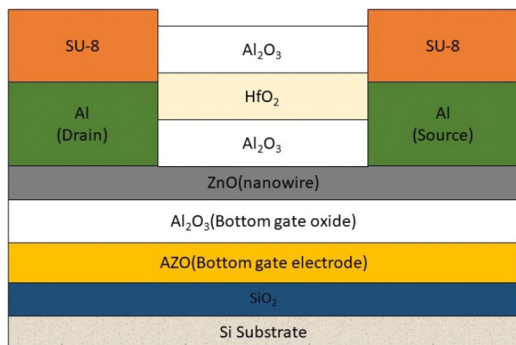 SU-8
Al₂O₃
SU-8
HfO₂
Al
(Drain)
Al₂O₃
Al
(Source)
ZnO(nanowire)
Al₂O₃(Bottom gate oxide)
AZO(Bottom gate electrode)
SiO₂
Si Substrate